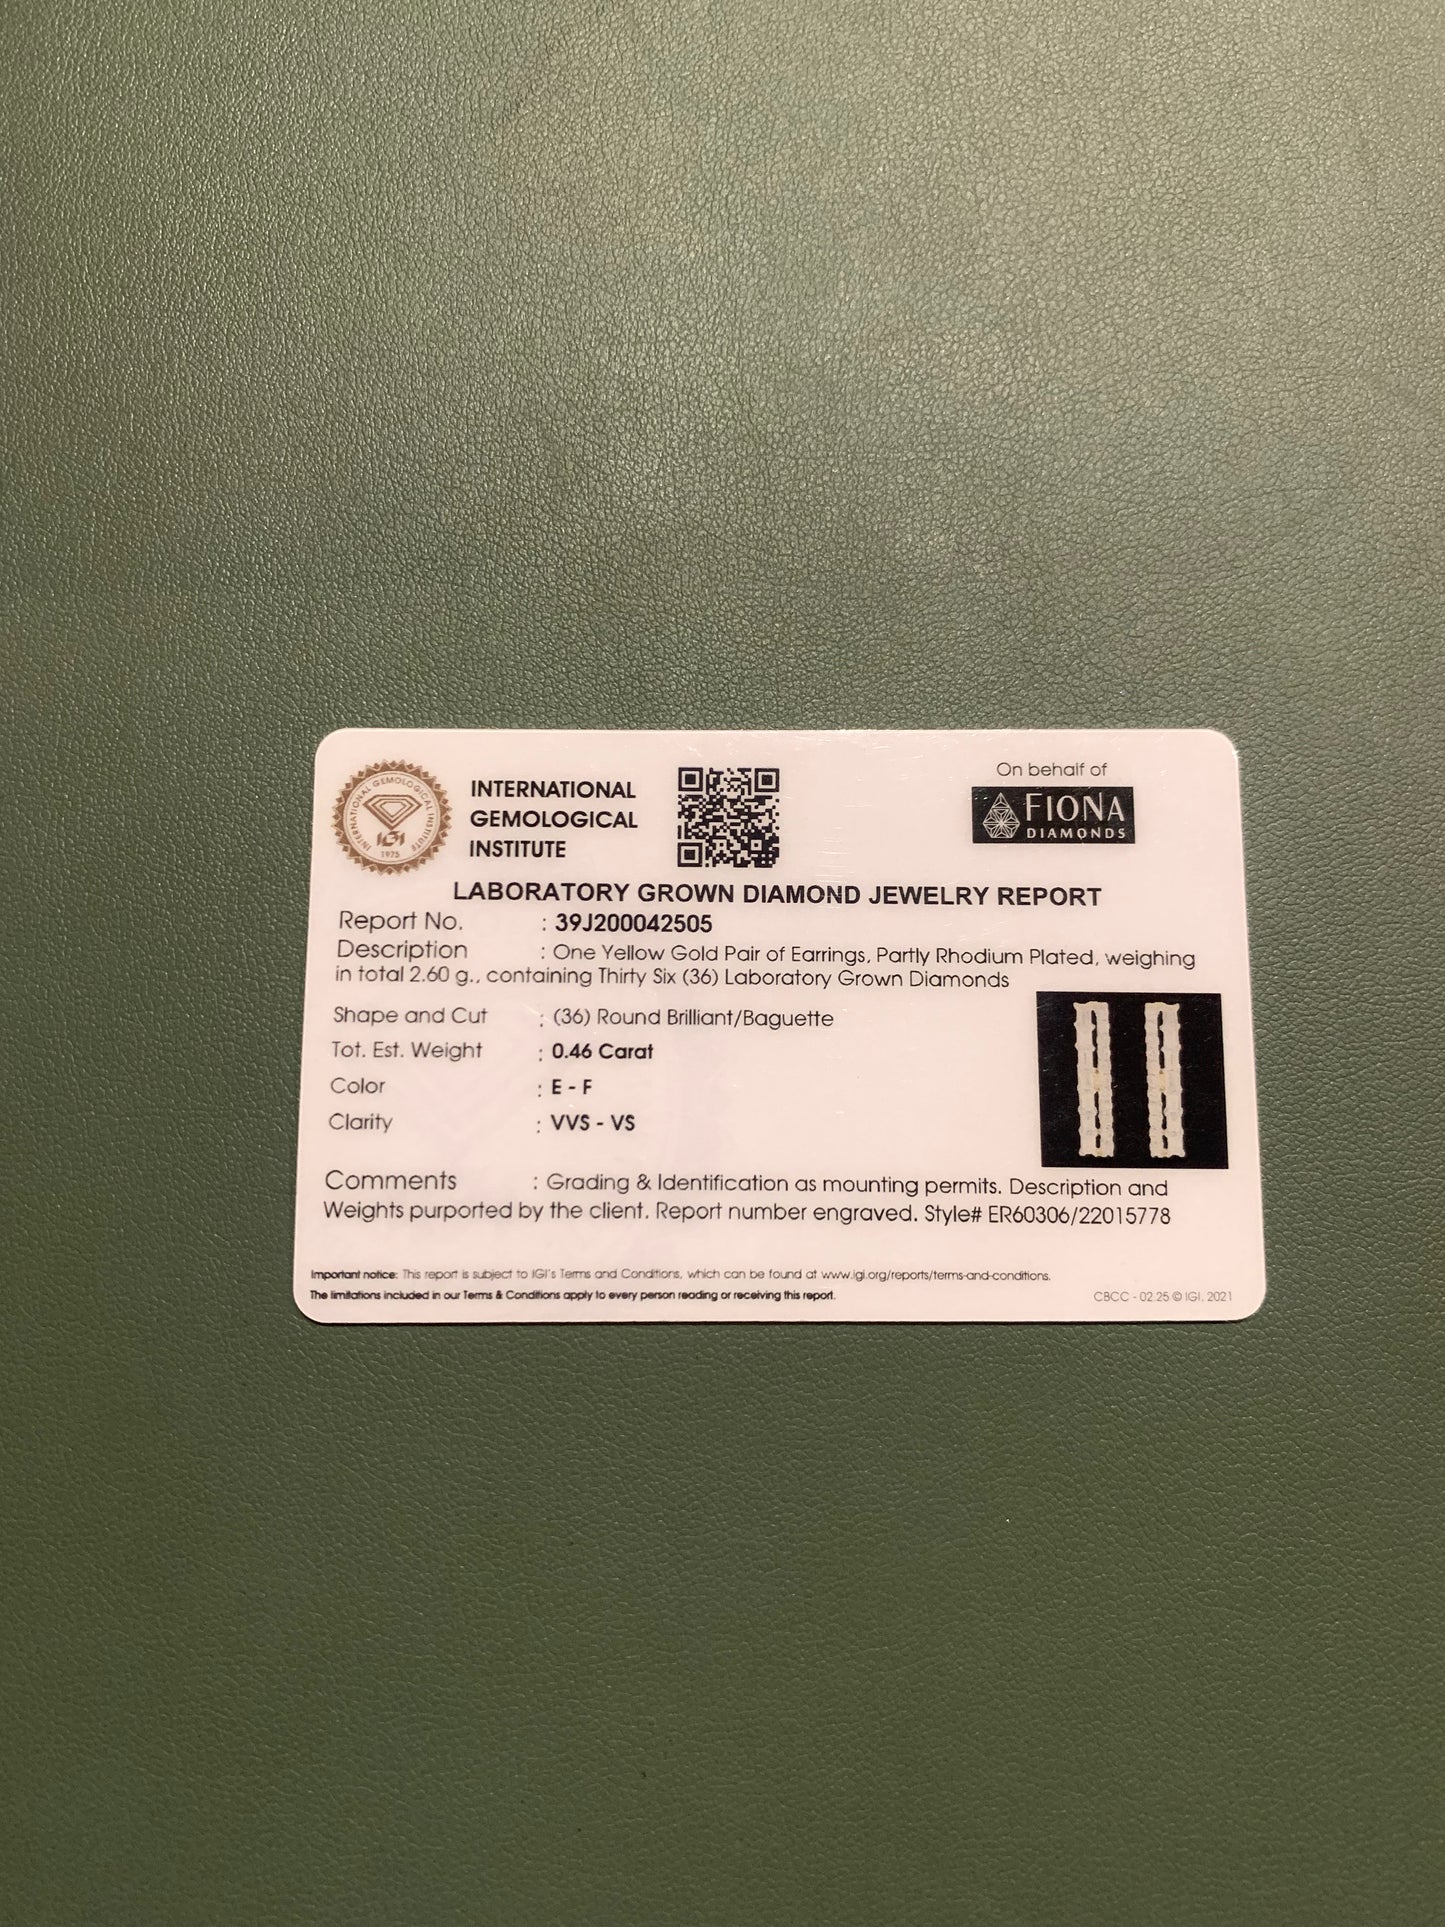 INTERNATIONAL GEMOLOGICAL INSTITUTE
IGI
1975
INTERNATIONAL
GEMOLOGICAL
INSTITUTE
On behalf of
FIONA
DIAMONDS
LABORATORY GROWN DIAMOND JEWELRY REPORT
Report No. : 39J200042505
Description : One Yellow Gold Pair of Earrings, Partly Rhodium Plated, weighing
in total 2.60 g., containing Thirty Six (36) Laboratory Grown Diamonds
Shape and Cut : (36) Round Brilliant/Baguette
Tot. Est. Weight : 0.46 Carat
Color : E - F
Clarity : VVS - VS
Comments : Grading & Identification as mounting permits. Description and
Weights purported by the client. Report number engraved. Style# ER60306/22015778
Important notice: This report is subject to IGI's Terms and Conditions, which can be found at www.igi.org/reports/terms-and-conditions.
The limitations included in our Terms & Conditions apply to every person reading or receiving this report.
CBCC - 02.25 © IGI, 2021